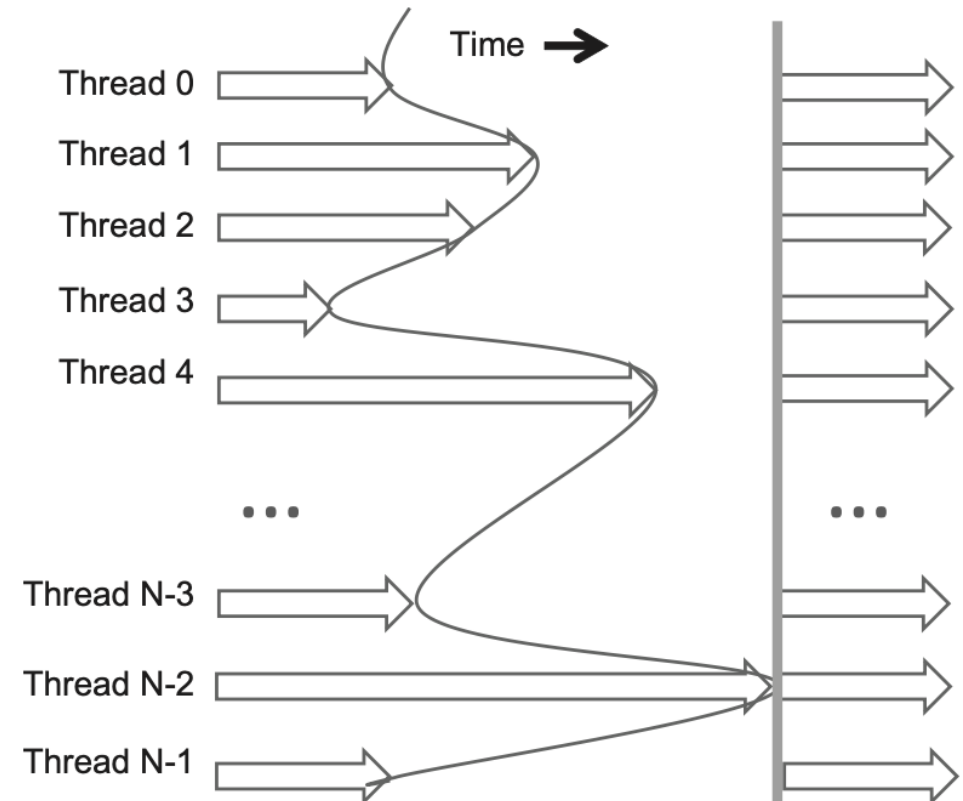 Time
Thread 0
Thread 1
Thread 2
Thread 3
Thread 4
... ...
Thread N-3
Thread N-2
Thread N-1